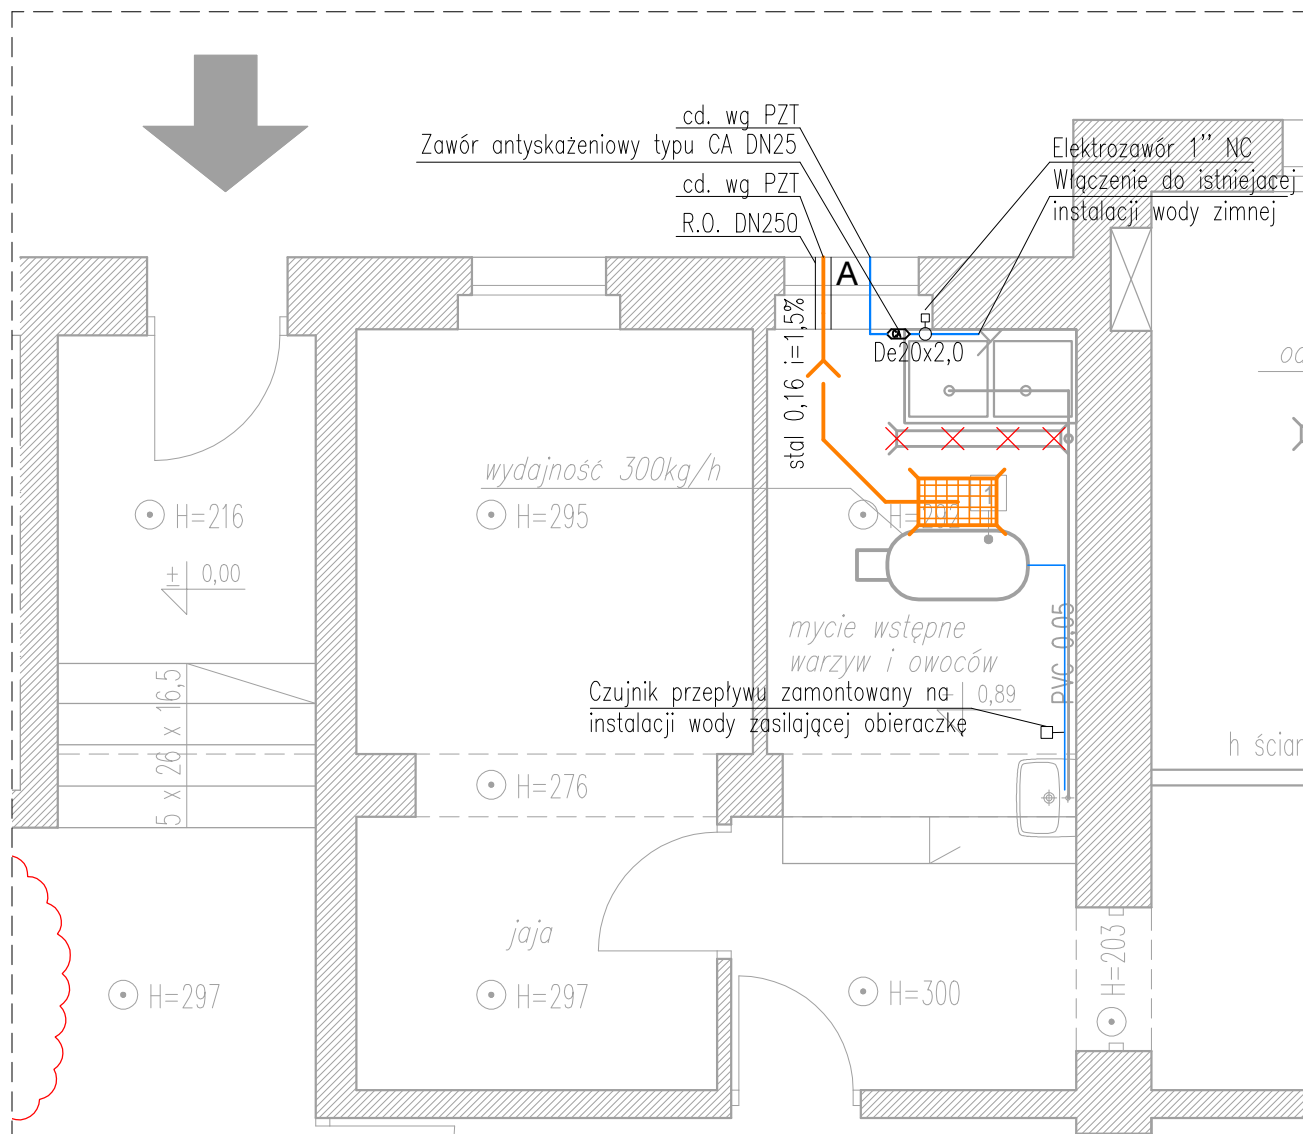 cd. wg PZT
Zawór antyskażeniowy typu CA DN25
cd. wg PZT
R.O. DN250
Elektrozawór 1'' NC
Włączenie do istniejącej
instalacji wody zimnej
A
CA
De20x2,0
stal 0,16 i=1,5%
wydajność 300kg/h
1
H=216
H=295
± 0,00
mycie wstępne
warzyw i owoców
PVC 0,05
Czujnik przepływu zamontowany na
instalacji wody zasilającej obieraczkę
0,89
5 x 26 x 16,5
H=276
h ścian
jaja
H=297
H=297
H=300
H=203